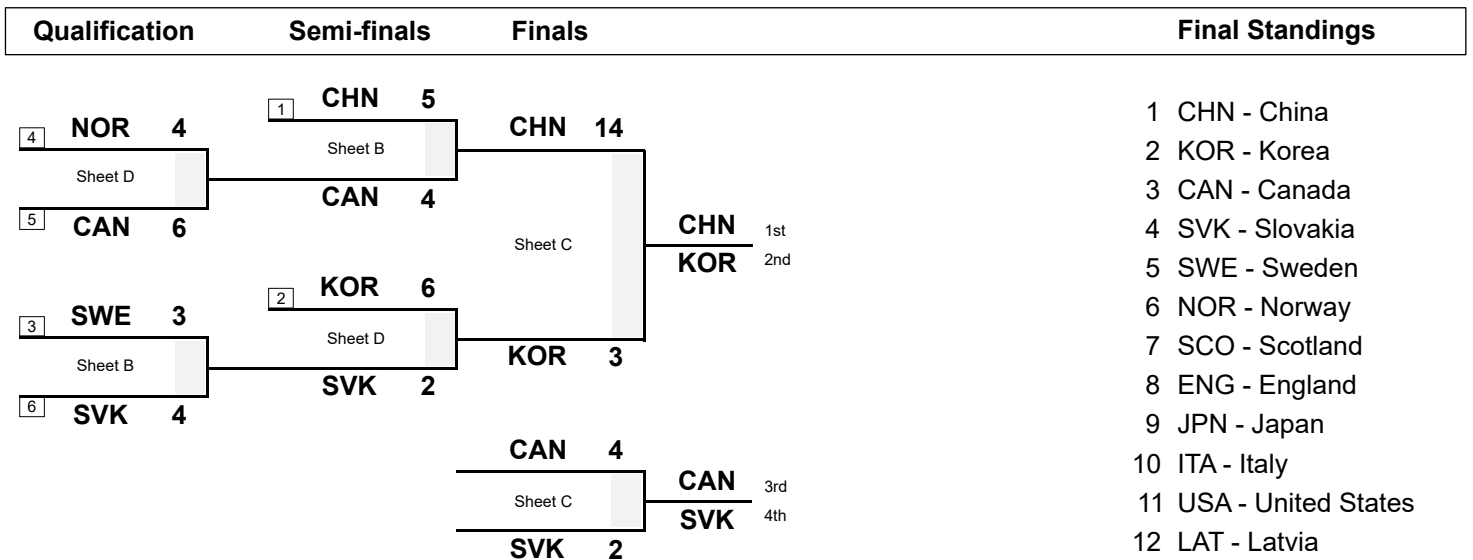 Qualification Semi-finals Finals Final Standings
1 CHN 5
4 NOR 4
Sheet B
CHN 14
Sheet D
CAN 4
5 CAN 6
CHN 1st
Sheet C
KOR 2nd
2 KOR 6
3 SWE 3
Sheet D
Sheet B
KOR 3
SVK 2
6 SVK 4
CAN 4
CAN 3rd
Sheet C
SVK 4th
SVK 2
1 CHN - China
2 KOR - Korea
3 CAN - Canada
4 SVK - Slovakia
5 SWE - Sweden
6 NOR - Norway
7 SCO - Scotland
8 ENG - England
9 JPN - Japan
10 ITA - Italy
11 USA - United States
12 LAT - Latvia